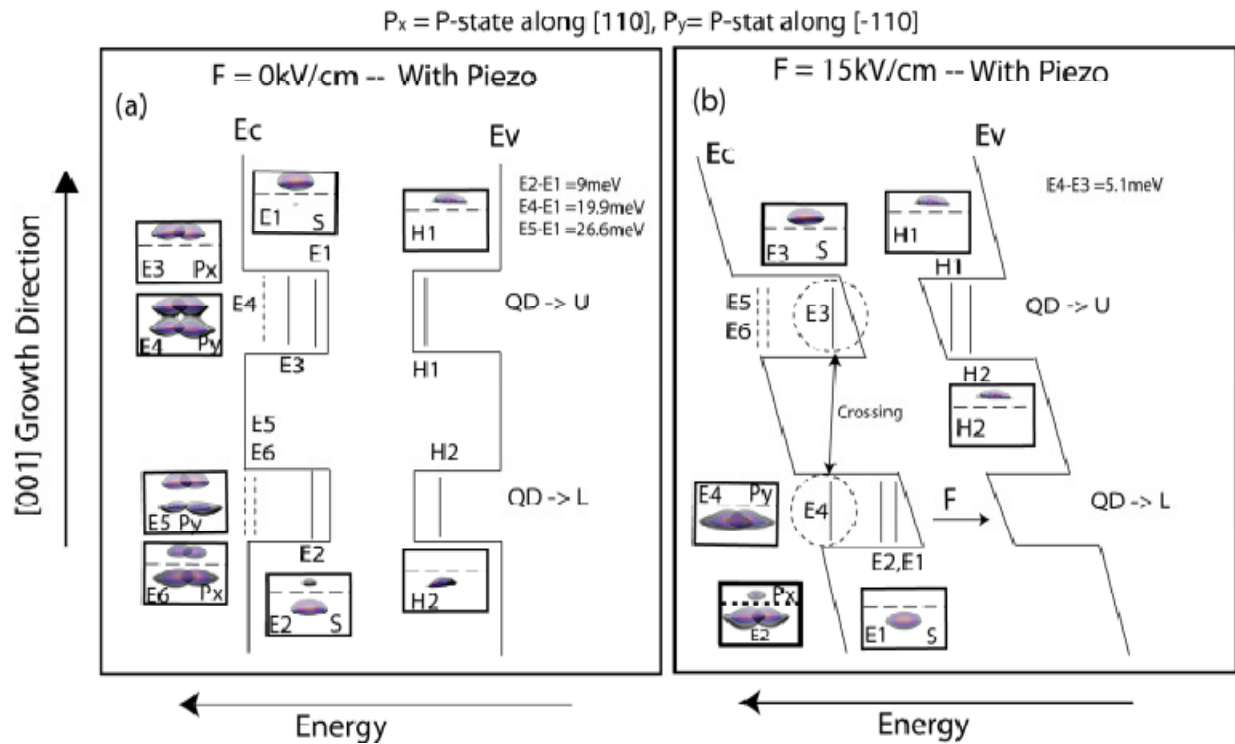 Px = P-state along [110], Py= P-stat along [-110]
F = 0kV/cm -- With Piezo
(a)
Ec
Ev
E1 S
H1
E2-E1 =9meV
E4-E1 =19.9meV
E5-E1 =26.6meV
E1
E3 Px
E4
QD -> U
E4 Py
E3
H1
E5
E6
H2
QD -> L
E5 Py
E2
E6 Px
E2 S
H2
Energy
[001] Growth Direction
F = 15kV/cm -- With Piezo
(b)
Ec
Ev
E4-E3 =5.1meV
E3 S
H1
H1
E5
E6
E3
QD -> U
H2
Crossing
H2
E4 Py
E4
F
QD -> L
E2,E1
Px
E2
E1 S
Energy